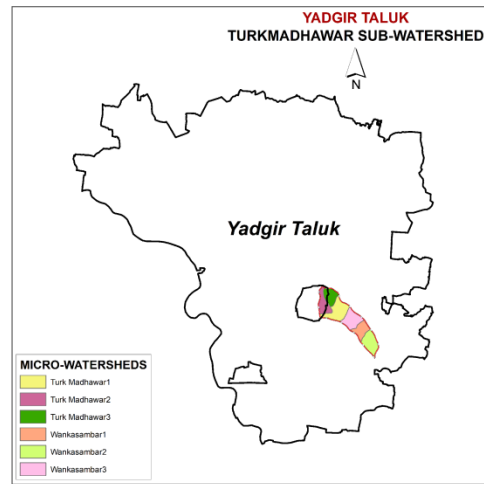 YADGIR TALUK
TURKMADHAWAR SUB-WATERSHED
N
Yadgir Taluk
MICRO-WATERSHEDS
Turk Madhawar1
Turk Madhawar2
Turk Madhawar3
Wankasambar1
Wankasambar2
Wankasambar3